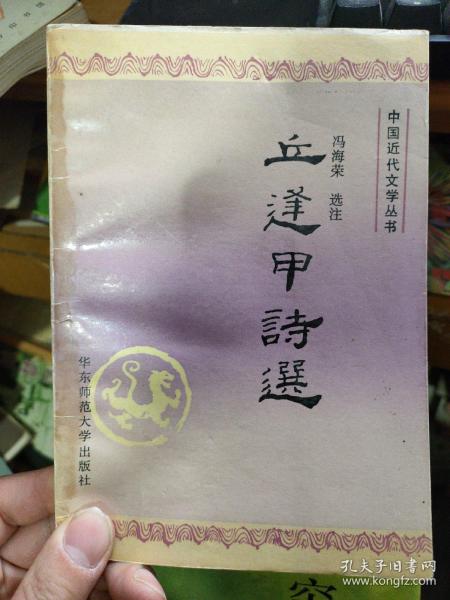 中国近代文学丛书
冯海荣 选注
丘逢甲詩選
华东师范大学出版社
孔夫子旧书网
www.kongfz.com